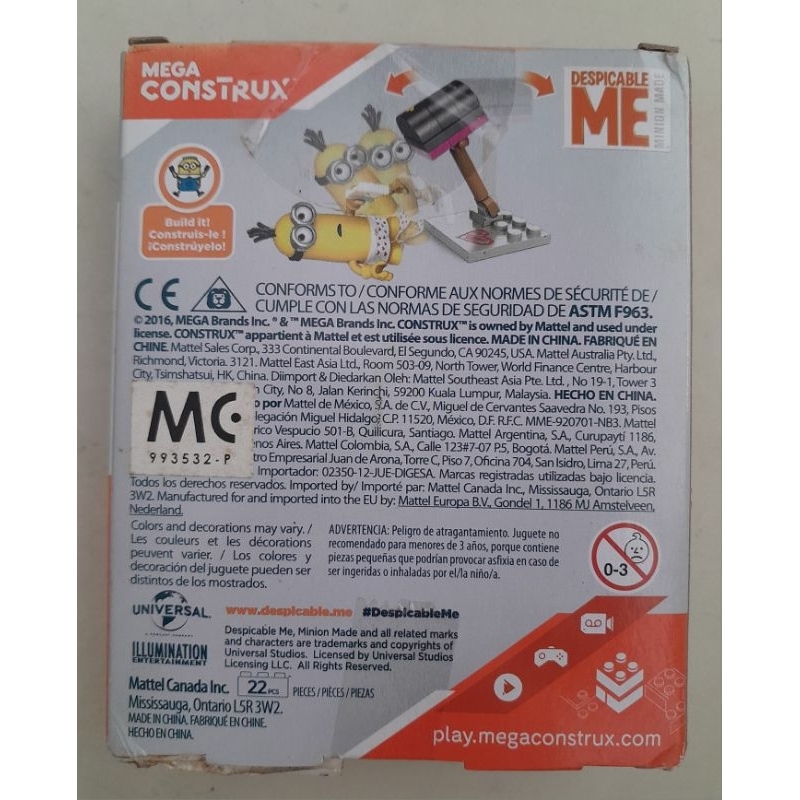 MEGA
CONSTRUX
DESPICABLE
ME
MINION MADE
Build it!
Construis-le !
¡Constrúyelo!
CE
CONFORMS TO / CONFORME AUX NORMES DE SÉCURITÉ DE /
CUMPLE CON LAS NORMAS DE SEGURIDAD DE ASTM F963.
© 2016, MEGA Brands Inc. ® & ™ MEGA Brands Inc. CONSTRUX™ is owned by Mattel and used under
license. CONSTRUX™ appartient à Mattel et est utilisée sous licence. MADE IN CHINA. FABRIQUÉ EN
CHINE. Mattel Sales Corp., 333 Continental Boulevard, El Segundo, CA 90245, USA. Mattel Australia Pty. Ltd.,
Richmond, Victoria. 3121. Mattel East Asia Ltd., Room 503-09, North Tower, World Finance Centre, Harbour
City, Tsimshatsui, HK, China. Diimport & Diedarkan Oleh: Mattel Southeast Asia Pte. Ltd. , No 19-1, Tower 3
h City, No 8, Jalan Kerinchi, 59200 Kuala Lumpur, Malaysia. HECHO EN CHINA.
o por Mattel de México, S.A. de C.V., Miguel de Cervantes Saavedra No. 193, Pisos
legación Miguel Hidalgo, C.P. 11520, México, D.F. R.F.C. MME-920701-NB3. Mattel
rico Vespucio 501-B, Quilicura, Santiago. Mattel Argentina, S.A., Curupaytí 1186,
enos Aires. Mattel Colombia, S.A., Calle 123#7-07 P.5, Bogotá. Mattel Perú, S.A., Av.
tro Empresarial Juan de Arona, Torre C, Piso 7, Oficina 704, San Isidro, Lima 27, Perú.
Importador: 02350-12-JUE-DIGESA. Marcas registradas utilizadas bajo licencia.
Todos los derechos reservados. Imported by/ Importé par: Mattel Canada Inc., Mississauga, Ontario L5R
3W2. Manufactured for and imported into the EU by: Mattel Europa B.V., Gondel 1, 1186 MJ Amstelveen,
Nederland.
MC
993532-P
Colors and decorations may vary. /
Les couleurs et les décorations
peuvent varier. / Los colores y
decoración del juguete pueden ser
distintos de los mostrados.
ADVERTENCIA: Peligro de atragantamiento. Juguete no
recomendado para menores de 3 años, porque contiene
piezas pequeñas que podrían provocar asfixia en caso de
ser ingeridas o inhaladas por el/la niño/a.
0-3
UNIVERSAL
A COMCAST COMPANY
ILLUMINATION
ENTERTAINMENT
www.despicable.me #DespicableMe
Despicable Me, Minion Made and all related marks
and characters are trademarks and copyrights of
Universal Studios. Licensed by Universal Studios
Licensing LLC. All Rights Reserved.
Mattel Canada Inc.
Mississauga, Ontario L5R 3W2.
MADE IN CHINA. FABRIQUÉ EN CHINE.
HECHO EN CHINA.
22 PCS
PIECES / PIÈCES / PIEZAS
play.megaconstrux.com